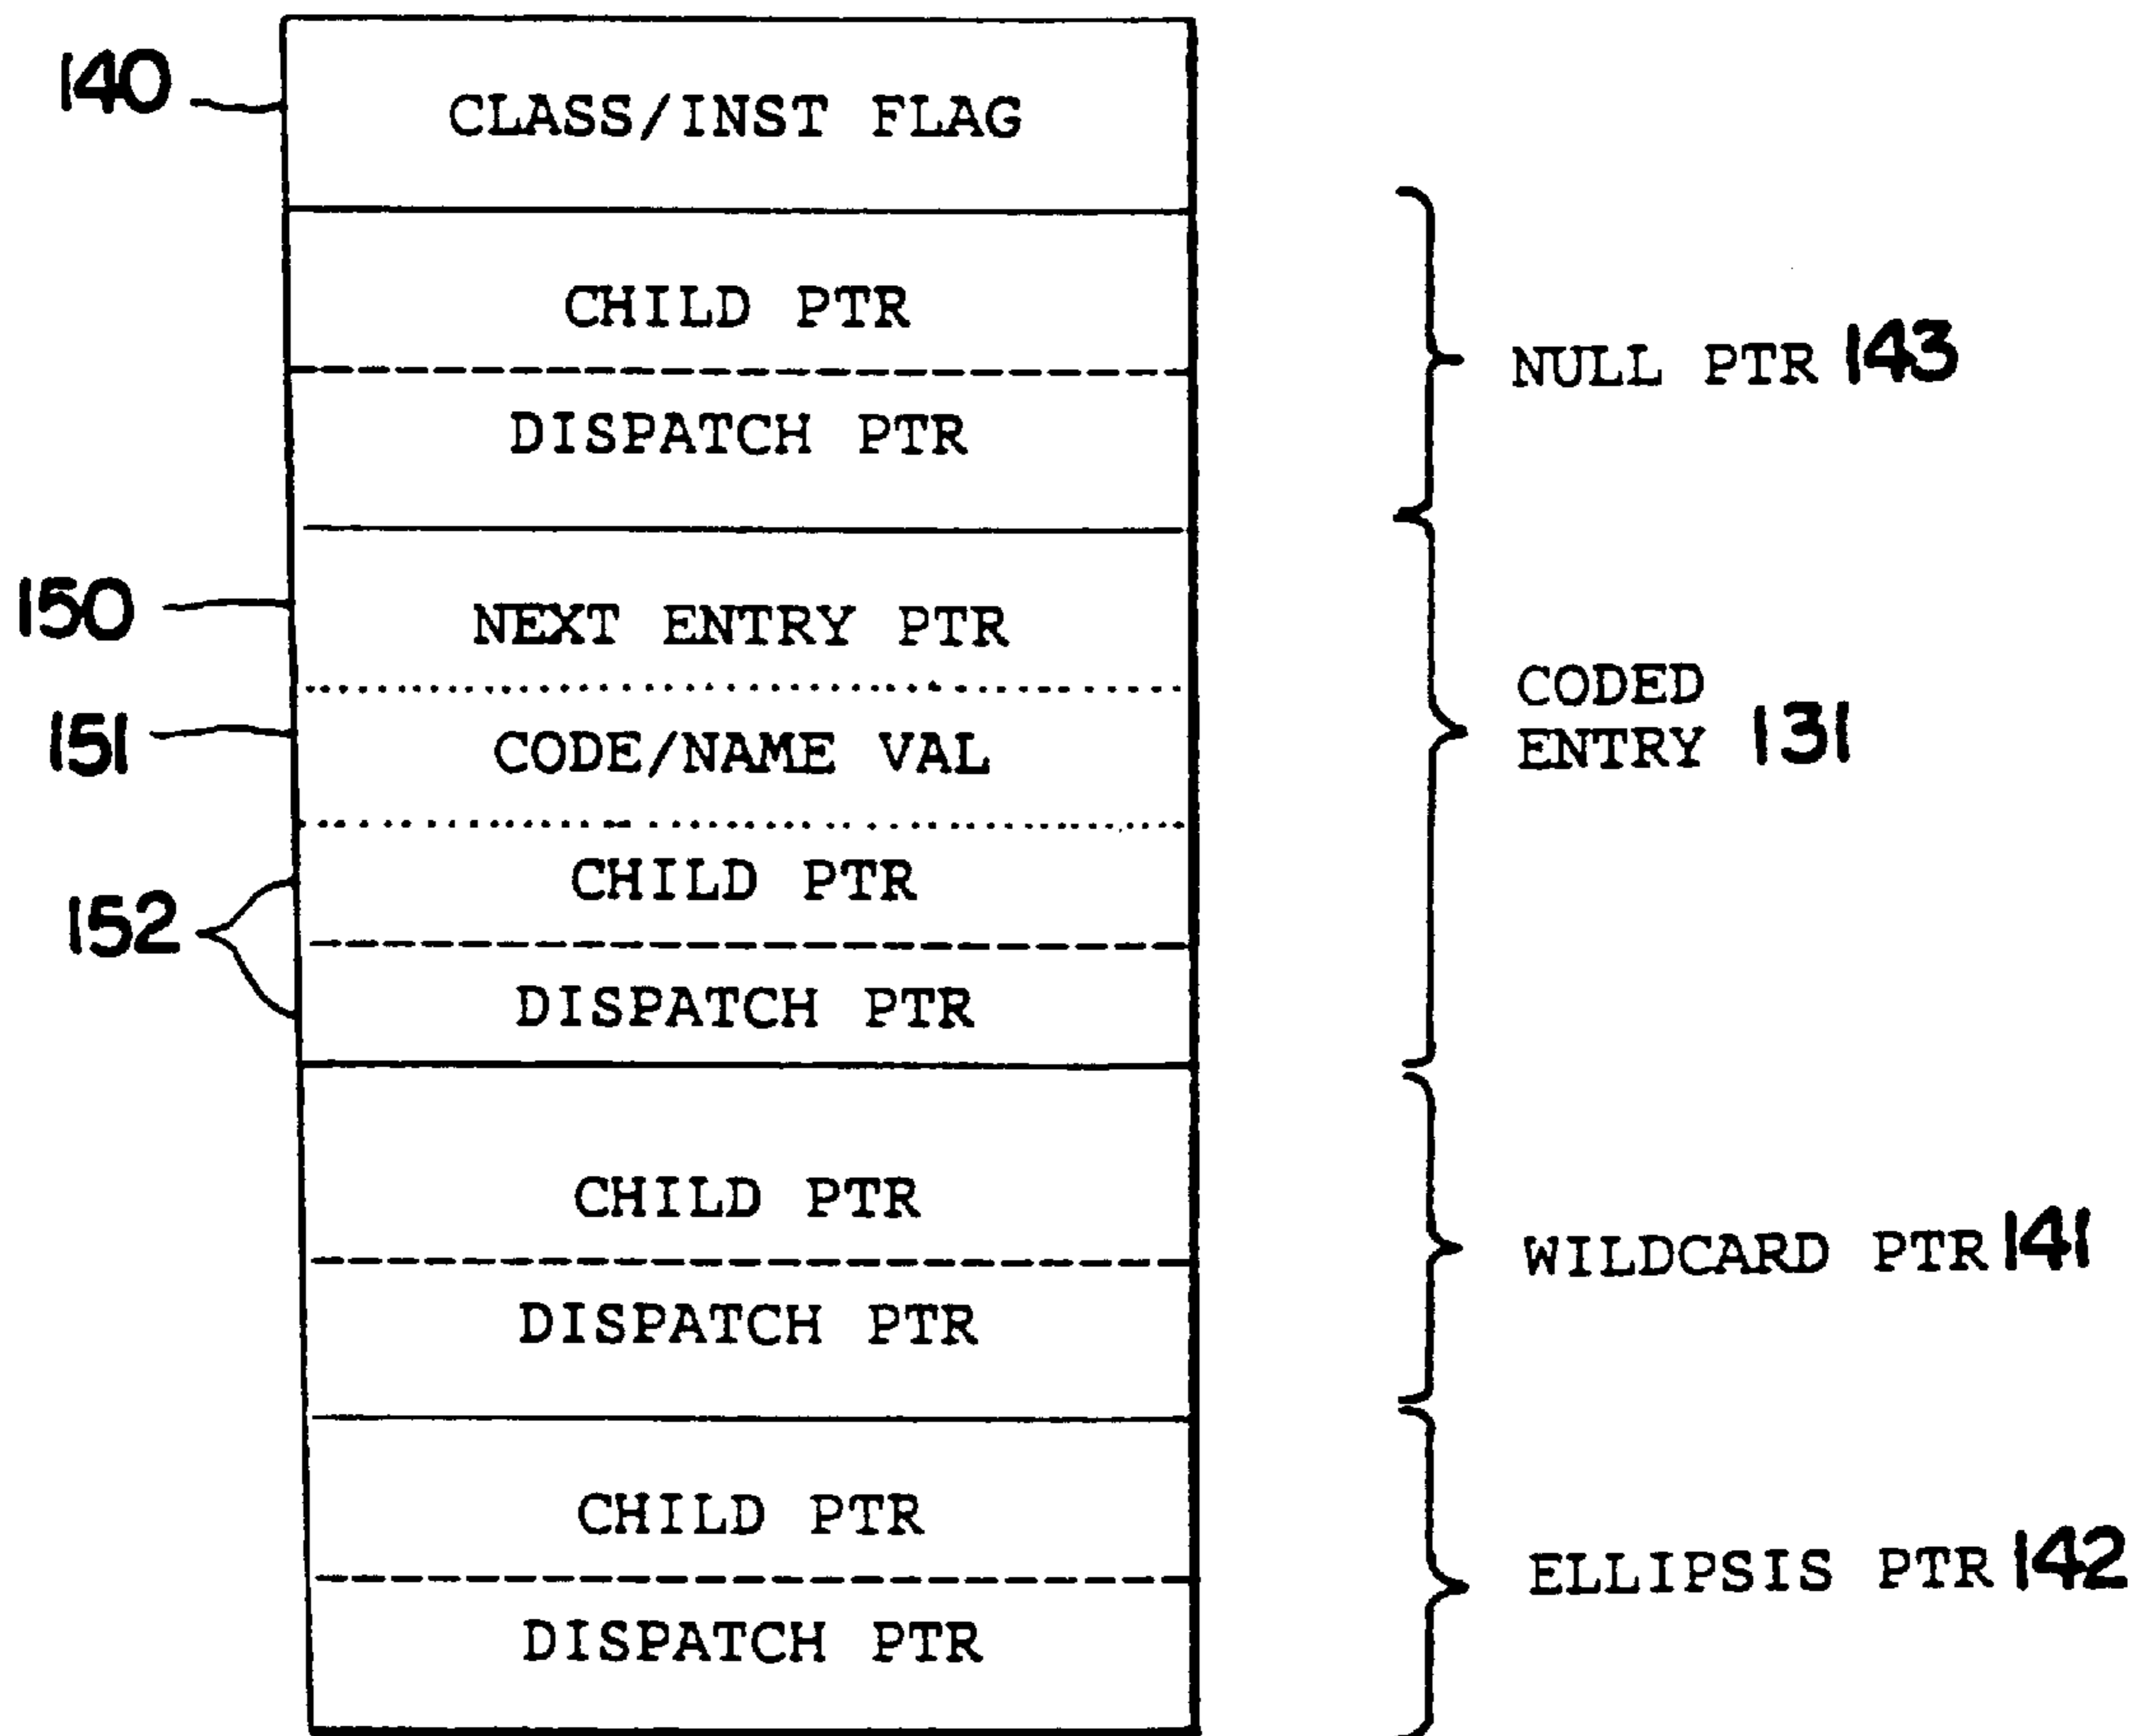 140
CLASS/INST FLAG
CHILD PTR
DISPATCH PTR
NULL PTR 143
150
NEXT ENTRY PTR
151
CODE/NAME VAL
CODED
ENTRY 131
152
CHILD PTR
DISPATCH PTR
CHILD PTR
DISPATCH PTR
WILDCARD PTR 141
CHILD PTR
DISPATCH PTR
ELLIPSIS PTR 142